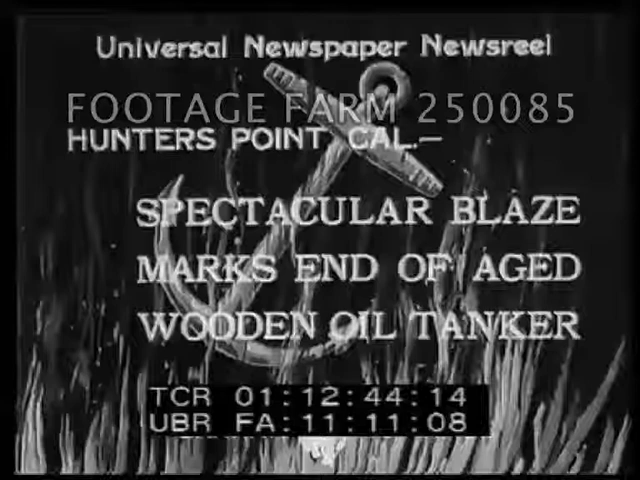 Universal Newspaper Newsreel
FOOTAGE FARM 250085
HUNTERS POINT CAL.—
SPECTACULAR BLAZE
MARKS END OF AGED
WOODEN OIL TANKER
TCR 01:12:44:14
UBR FA:11:11:08